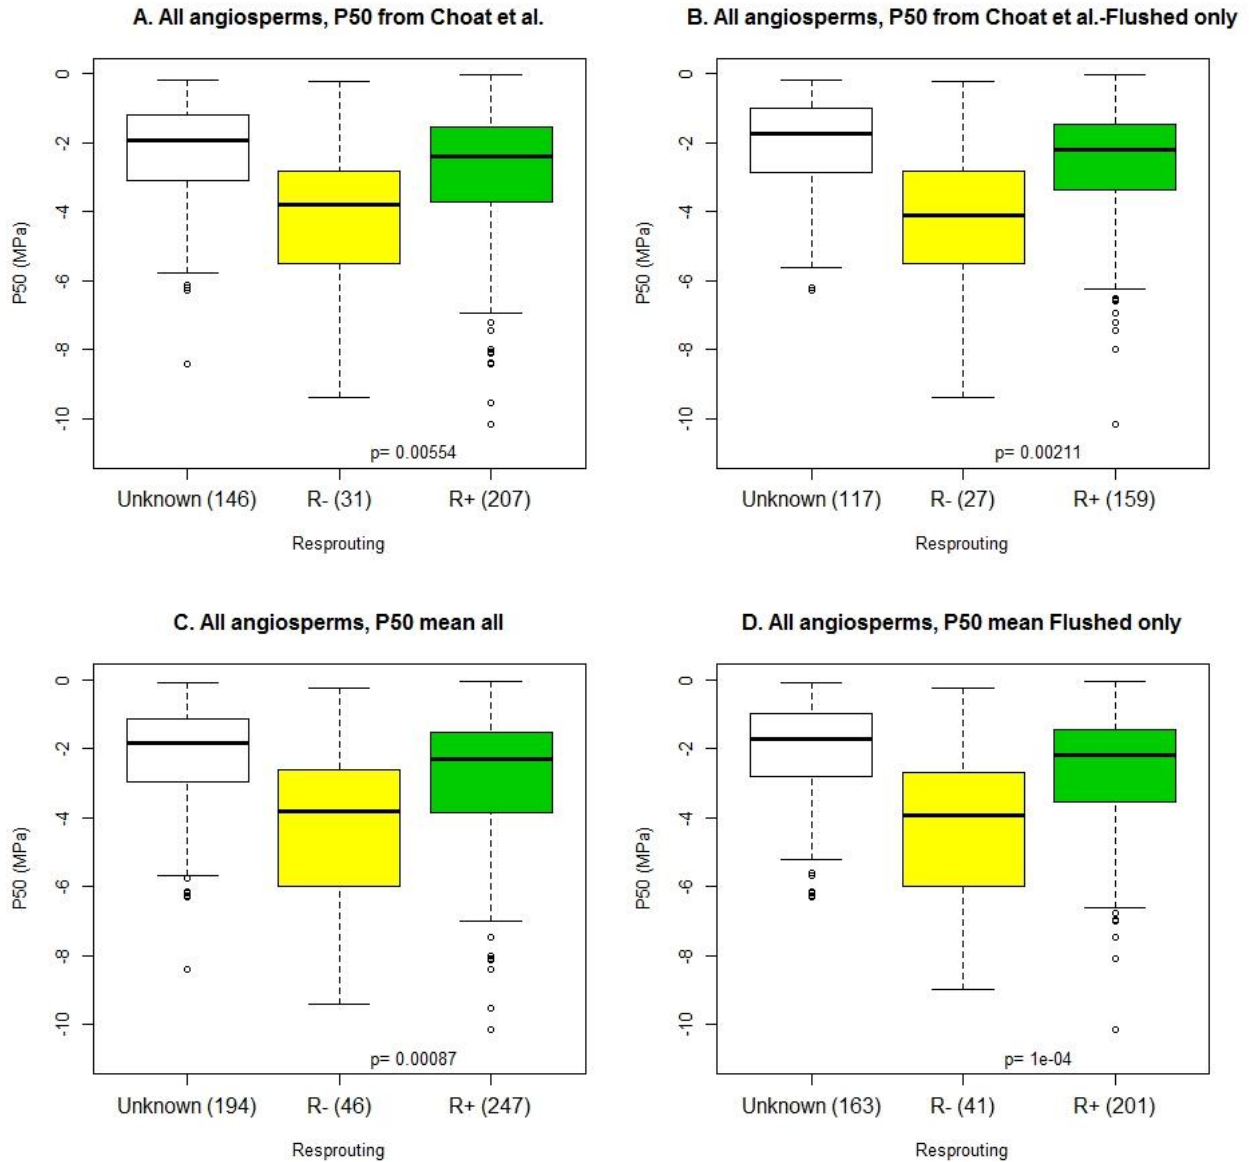 A. All angiosperms, P50 from Choat et al.
0
-2
-4
-6
-8
-10
P50 (MPa)
p= 0.00554
Unknown (146) R- (31) R+ (207)
Resprouting
B. All angiosperms, P50 from Choat et al.-Flushed only
0
-2
-4
-6
-8
-10
P50 (MPa)
p= 0.00211
Unknown (117) R- (27) R+ (159)
Resprouting
C. All angiosperms, P50 mean all
0
-2
-4
-6
-8
-10
P50 (MPa)
p= 0.00087
Unknown (194) R- (46) R+ (247)
Resprouting
D. All angiosperms, P50 mean Flushed only
0
-2
-4
-6
-8
-10
P50 (MPa)
p= 1e-04
Unknown (163) R- (41) R+ (201)
Resprouting